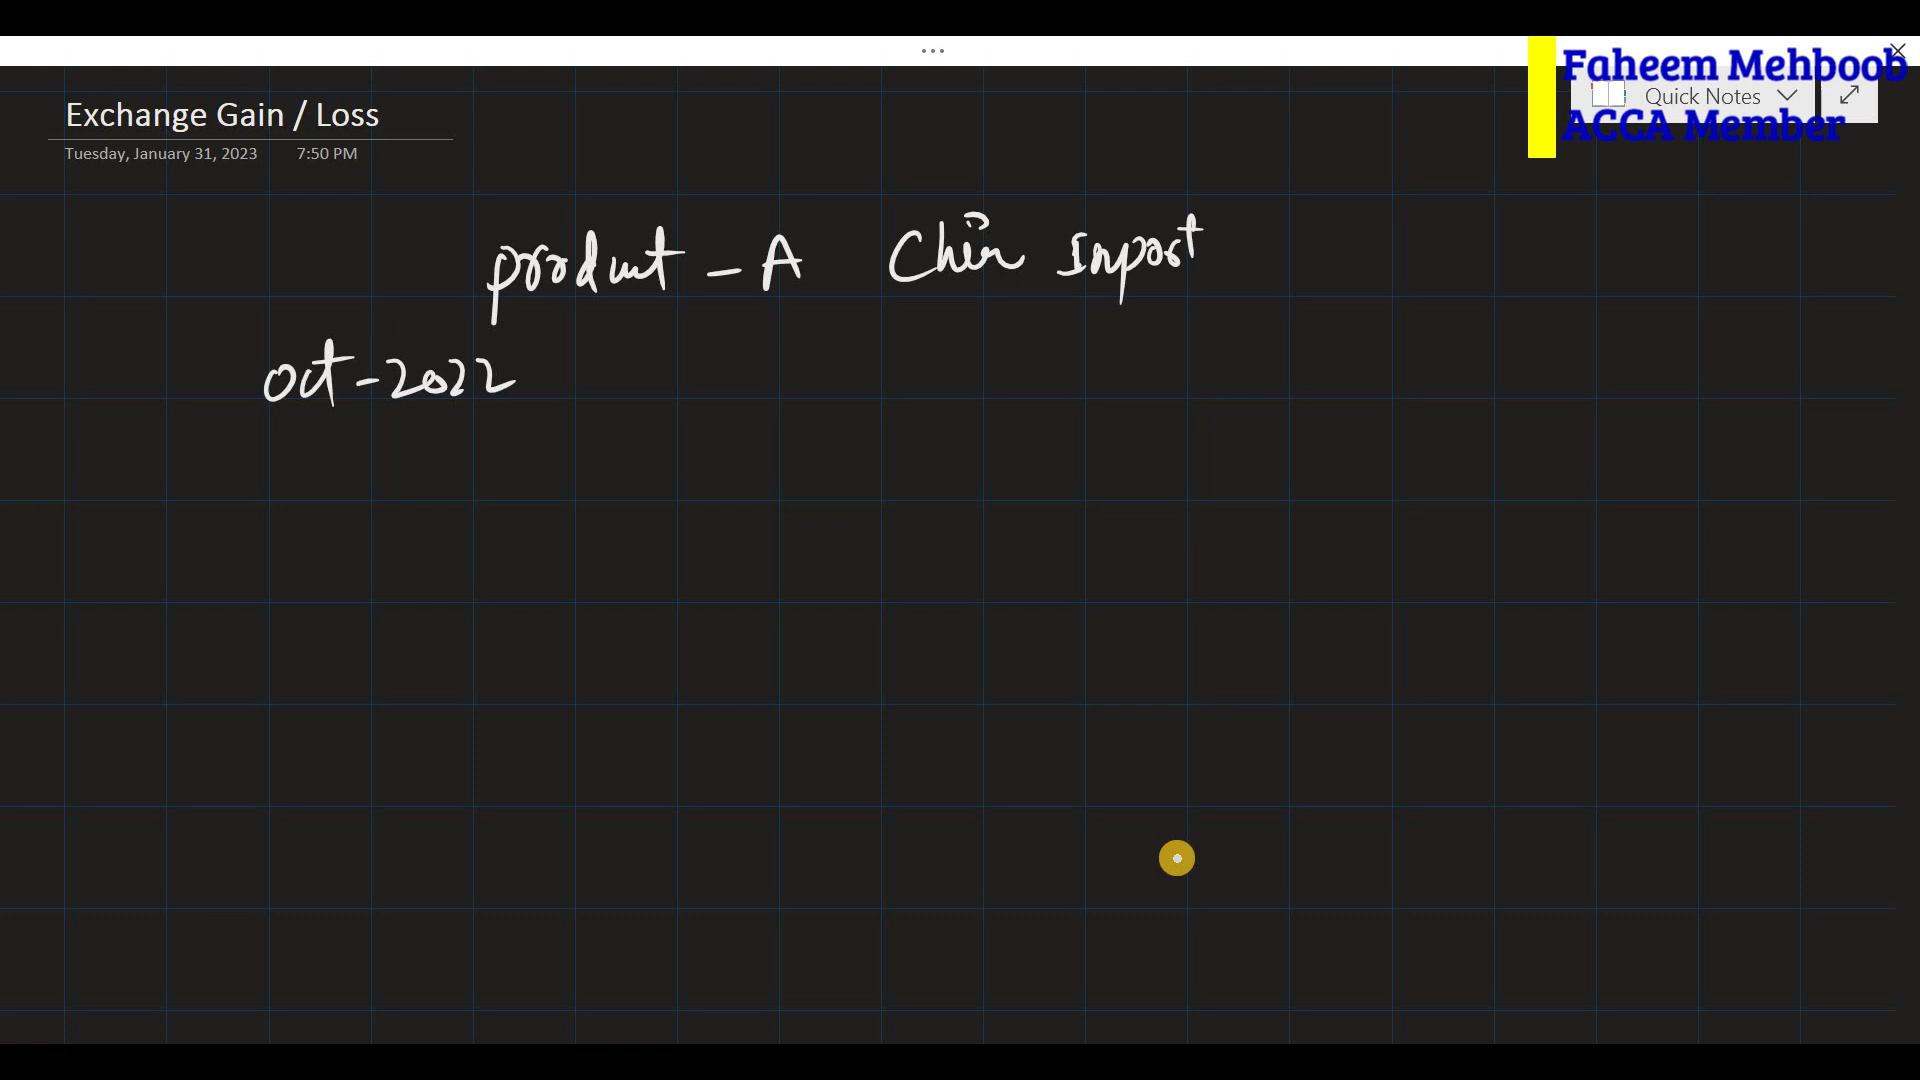 Faheem Mehboob
Quick Notes
ACCA Member
Exchange Gain / Loss
Tuesday, January 31, 2023 7:50 PM
product - A Chin Import
oct - 2022